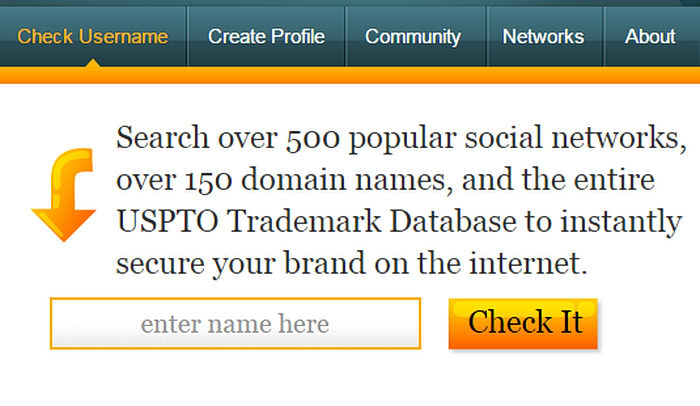 Check Username Create Profile Community Networks About
Search over 500 popular social networks,
over 150 domain names, and the entire
USPTO Trademark Database to instantly
secure your brand on the internet.
enter name here Check It